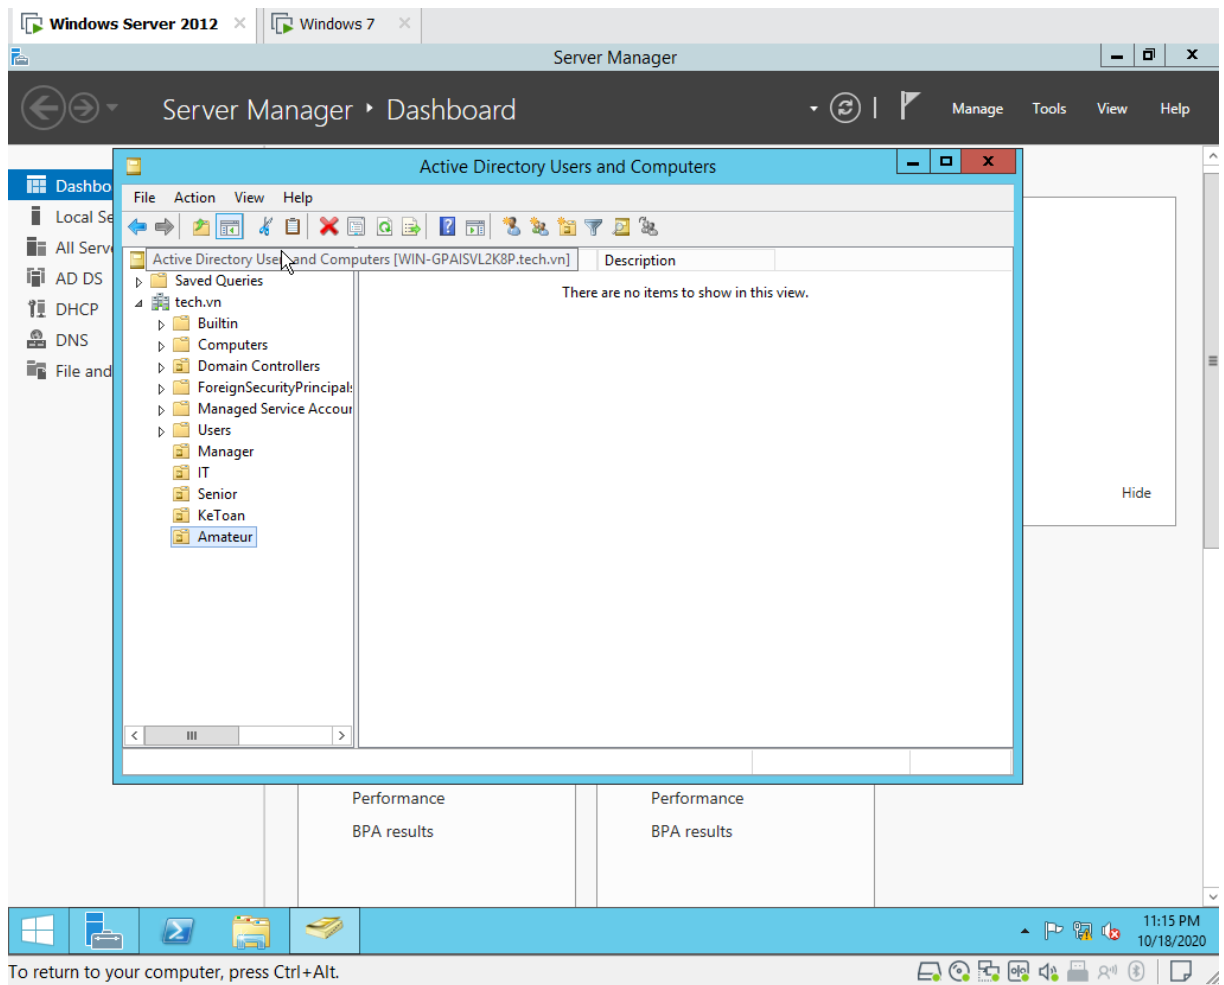 Windows Server 2012
Windows 7
Server Manager
Server Manager • Dashboard
Manage Tools View Help
Dashbo
Local Se
All Serv
AD DS
DHCP
DNS
File and
Active Directory Users and Computers
File Action View Help
Active Directory Users and Computers [WIN-GPAISVL2K8P.tech.vn]
Description
There are no items to show in this view.
Saved Queries
tech.vn
Builtin
Computers
Domain Controllers
ForeignSecurityPrincipals
Managed Service Accour
Users
Manager
IT
Senior
KeToan
Amateur
Hide
Performance
BPA results
Performance
BPA results
11:15 PM
10/18/2020
To return to your computer, press Ctrl+Alt.